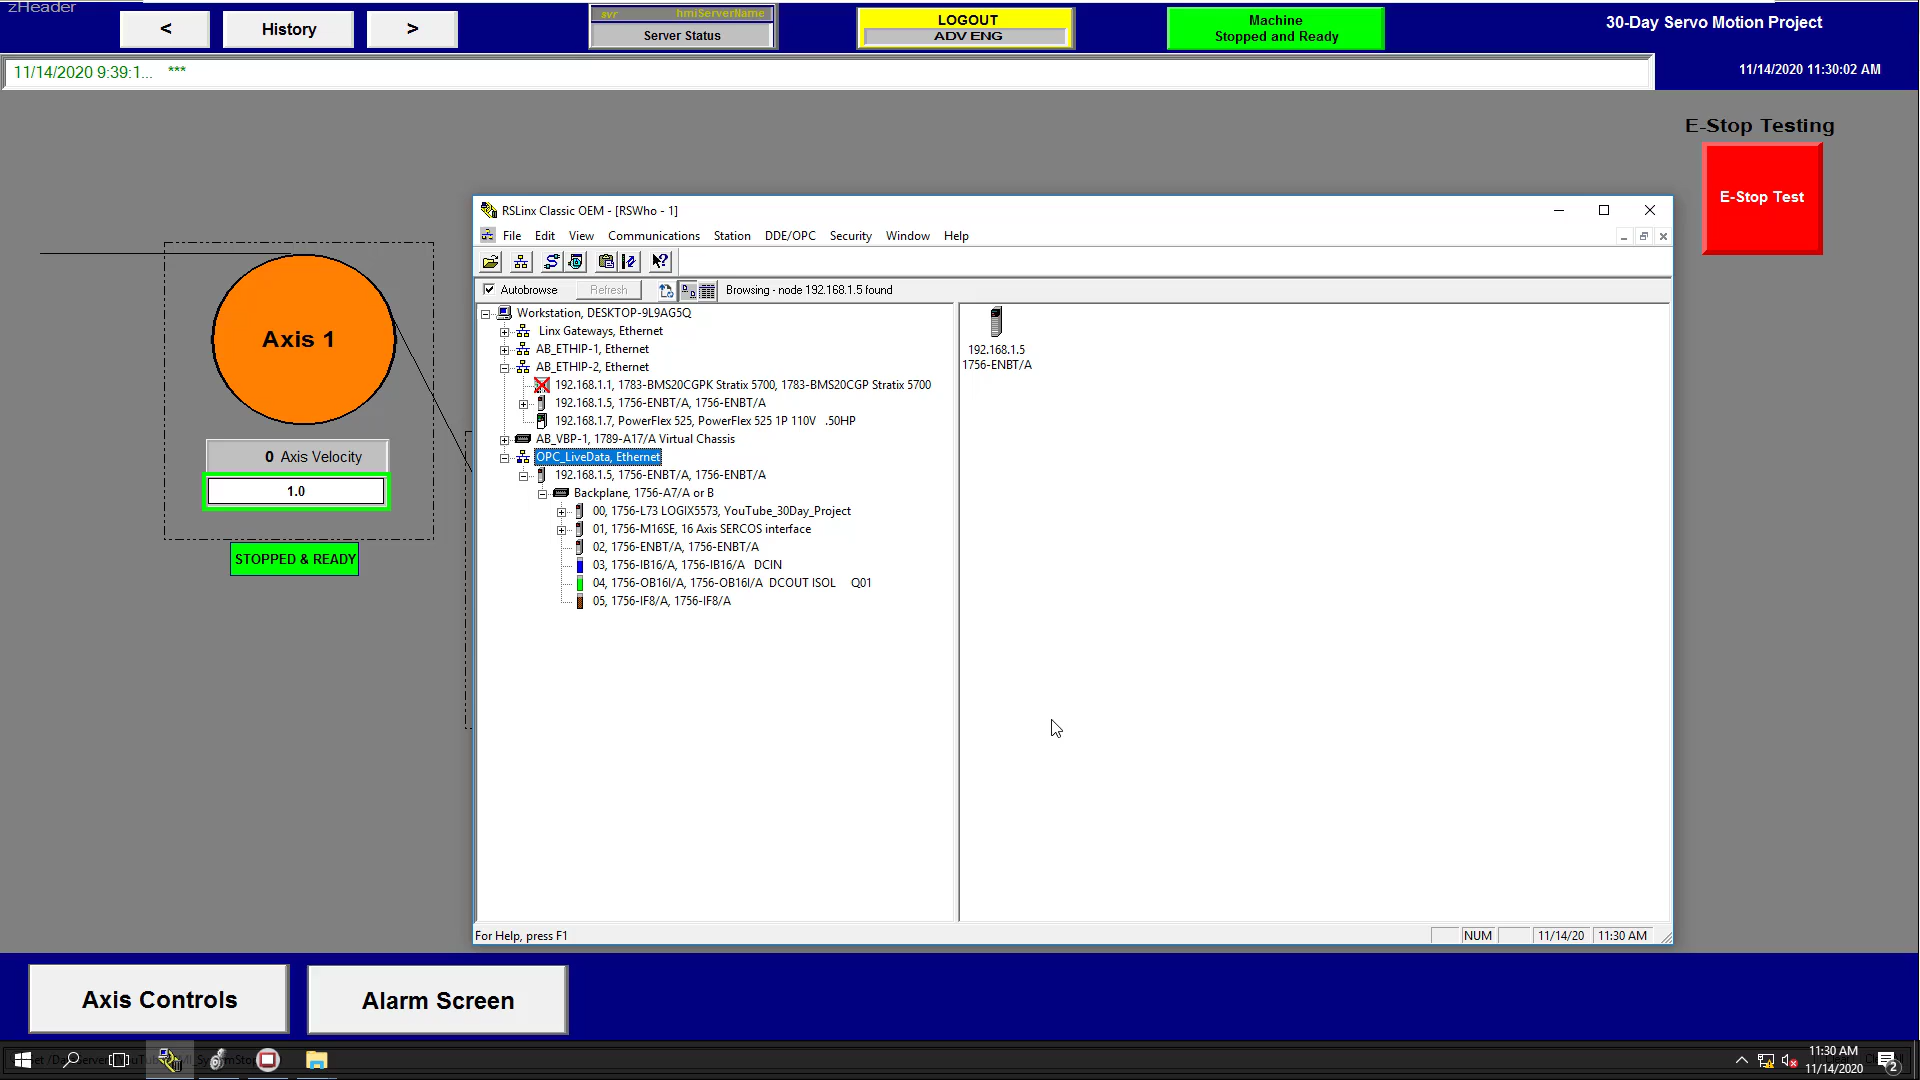 zHeader
<
History
>
svr hmiServerName
Server Status
LOGOUT
ADV ENG
Machine
Stopped and Ready
30-Day Servo Motion Project
11/14/2020 9:39:1... ***
11/14/2020 11:30:02 AM
E-Stop Testing
E-Stop Test
Axis 1
0 Axis Velocity
1.0
STOPPED & READY
RSLinx Classic OEM - [RSWho - 1]
File Edit View Communications Station DDE/OPC Security Window Help
Autobrowse Refresh Browsing - node 192.168.1.5 found
Workstation, DESKTOP-9L9AG5Q
Linx Gateways, Ethernet
AB_ETHIP-1, Ethernet
AB_ETHIP-2, Ethernet
192.168.1.1, 1783-BMS20CGPK Stratix 5700, 1783-BMS20CGP Stratix 5700
192.168.1.5, 1756-ENBT/A, 1756-ENBT/A
192.168.1.7, PowerFlex 525, PowerFlex 525 1P 110V .50HP
AB_VBP-1, 1789-A17/A Virtual Chassis
OPC_LiveData, Ethernet
192.168.1.5, 1756-ENBT/A, 1756-ENBT/A
Backplane, 1756-A7/A or B
00, 1756-L73 LOGIX5573, YouTube_30Day_Project
01, 1756-M16SE, 16 Axis SERCOS interface
02, 1756-ENBT/A, 1756-ENBT/A
03, 1756-IB16/A, 1756-IB16/A DCIN
04, 1756-OB16I/A, 1756-OB16I/A DCOUT ISOL Q01
05, 1756-IF8/A, 1756-IF8/A
192.168.1.5
1756-ENBT/A
For Help, press F1
NUM 11/14/20 11:30 AM
Axis Controls
Alarm Screen
11:30 AM
11/14/2020
2